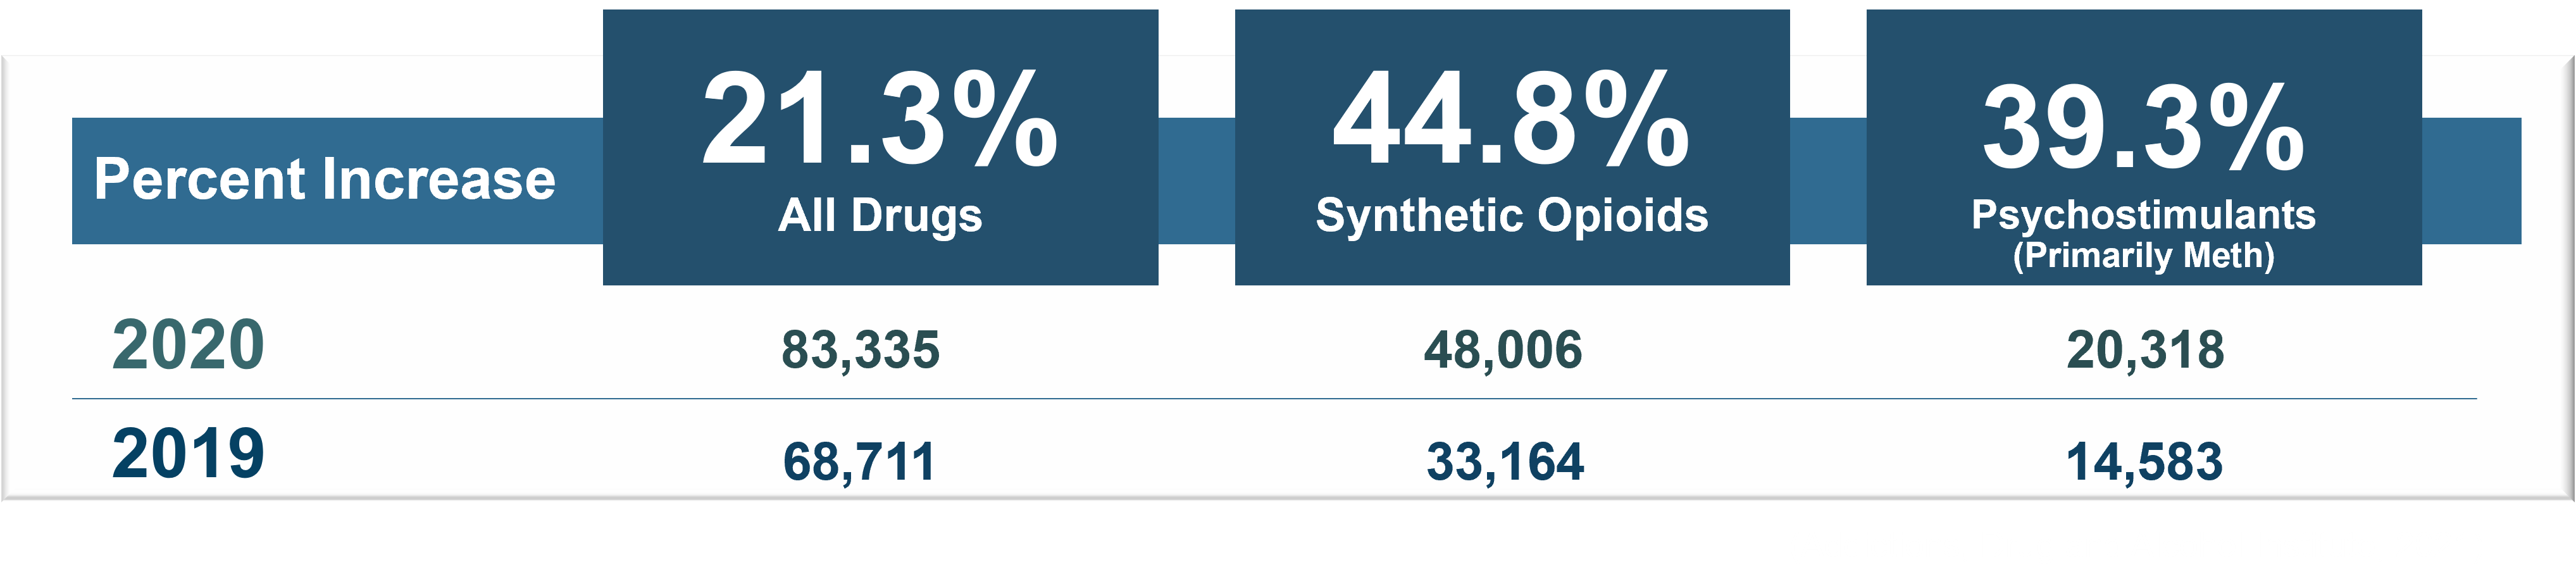 Percent Increase
21.3%
All Drugs
44.8%
Synthetic Opioids
39.3%
Psychostimulants
(Primarily Meth)
2020 83,335 48,006 20,318
2019 68,711 33,164 14,583